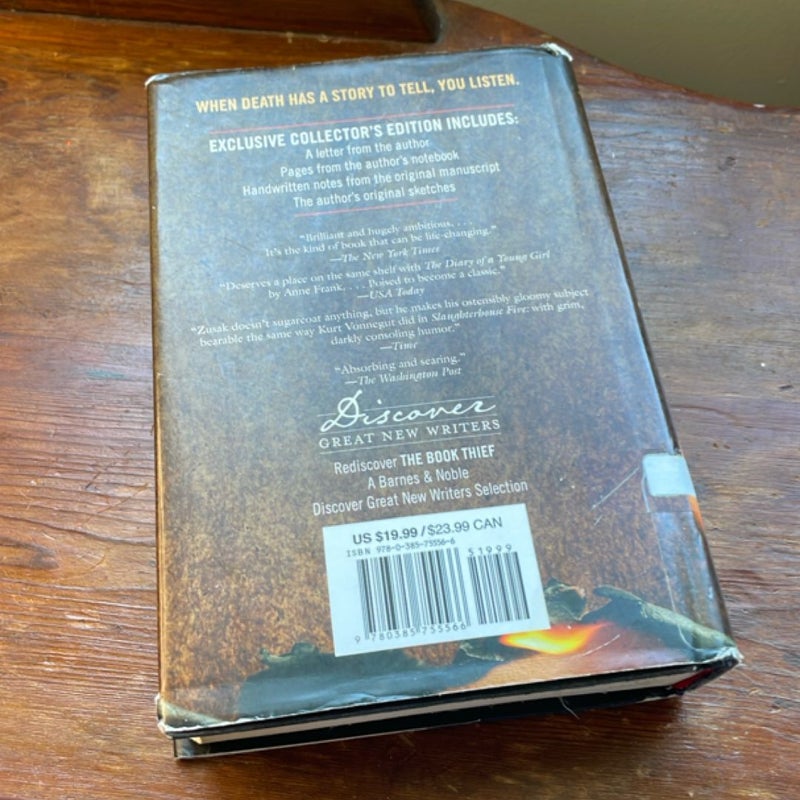 WHEN DEATH HAS A STORY TO TELL, YOU LISTEN.
EXCLUSIVE COLLECTOR'S EDITION INCLUDES:
A letter from the author
Pages from the author's notebook
Handwritten notes from the original manuscript
The author's original sketches
“Brilliant and hugely ambitious. . . .
It's the kind of book that can be life-changing.”
—The New York Times
“Deserves a place on the same shelf with The Diary of a Young Girl
by Anne Frank. . . . Poised to become a classic.”
—USA Today
“Zusak doesn't sugarcoat anything, but he makes his ostensibly gloomy subject
bearable the same way Kurt Vonnegut did in Slaughterhouse Five: with grim,
darkly consoling humor.”
—Time
“Absorbing and searing.”
—The Washington Post
Discover
GREAT NEW WRITERS
Rediscover THE BOOK THIEF
A Barnes & Noble
Discover Great New Writers Selection
US $19.99 / $23.99 CAN
ISBN 978-0-385-75556-6
51999
9 780385 755566